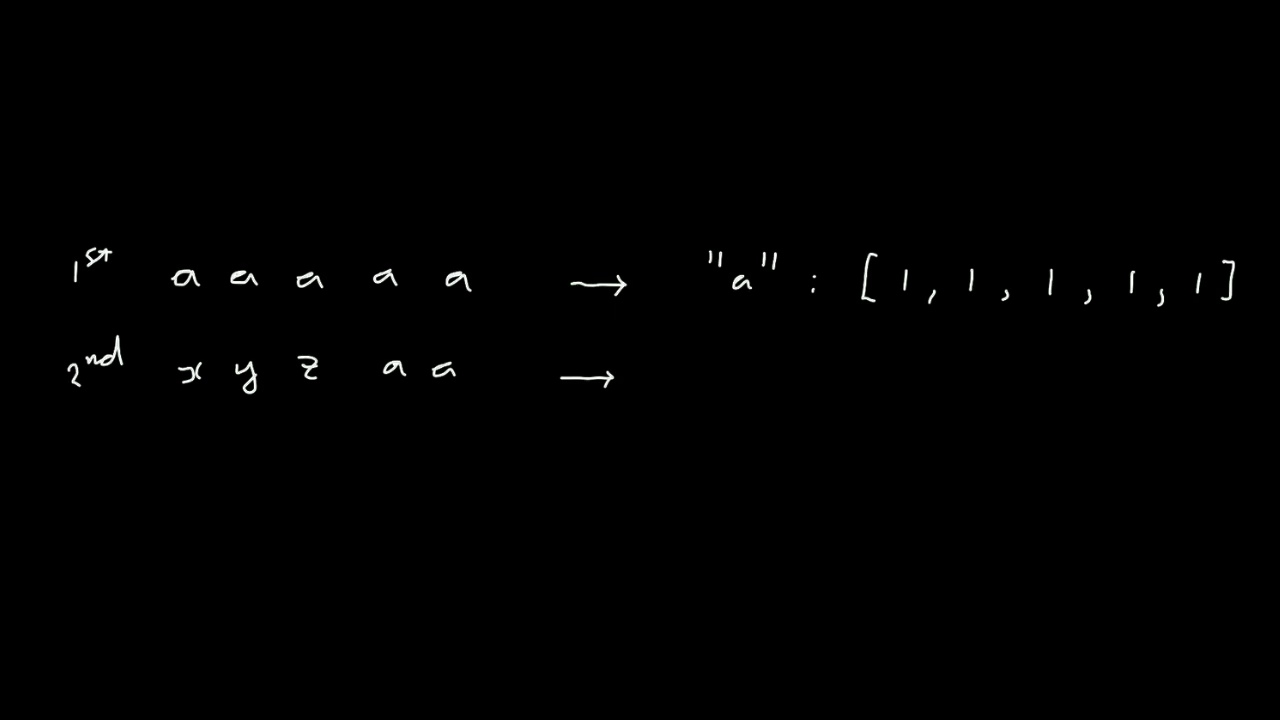 1st a a a a a → "a" : [ 1 , 1 , 1 , 1 , 1 ]
2nd x y z a a →